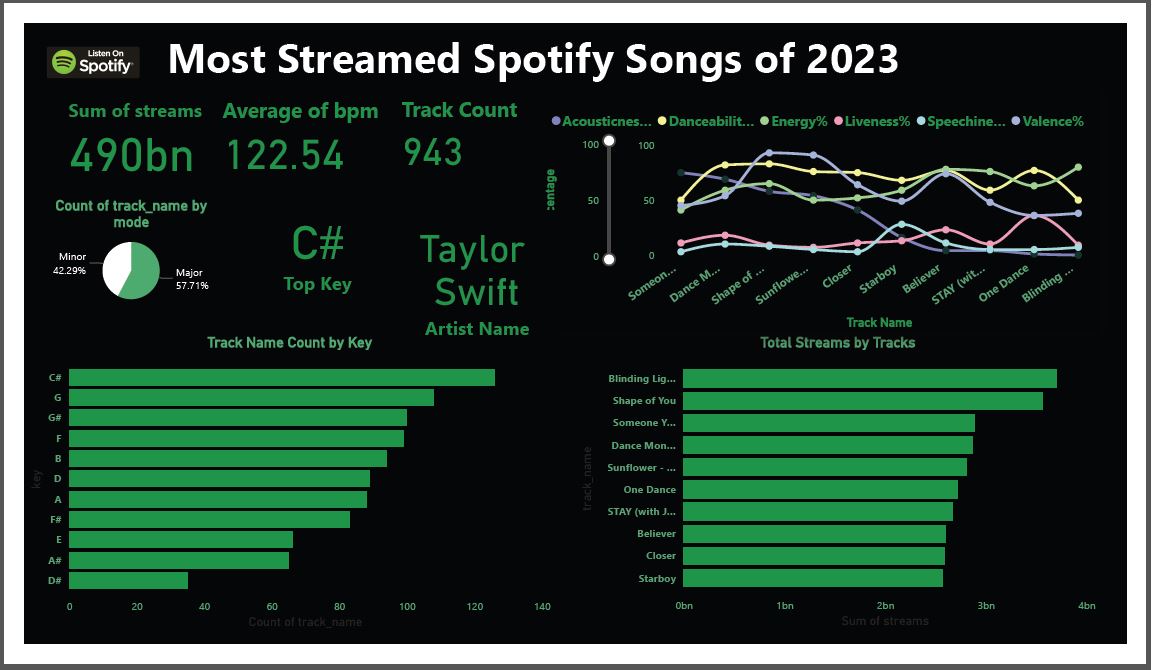 Listen On
Spotify
Most Streamed Spotify Songs of 2023
Sum of streams
490bn
Average of bpm
122.54
Track Count
943
Count of track_name by
mode
Minor
42.29%
Major
57.71%
C#
Top Key
Taylor
Swift
Artist Name
Acousticnes... Danceabilit... Energy% Liveness% Speechine... Valence%
centage
100
50
0
100
50
0
Someon...
Dance M...
Shape of ...
Sunflowe...
Closer
Starboy
Believer
STAY (wit...
One Dance
Blinding ...
Track Name
Track Name Count by Key
key
C#
G
G#
F
B
D
A
F#
E
A#
D#
0 20 40 60 80 100 120 140
Count of track_name
Total Streams by Tracks
track_name
Blinding Lig...
Shape of You
Someone Y...
Dance Mon...
Sunflower - ...
One Dance
STAY (with J...
Believer
Closer
Starboy
0bn 1bn 2bn 3bn 4bn
Sum of streams